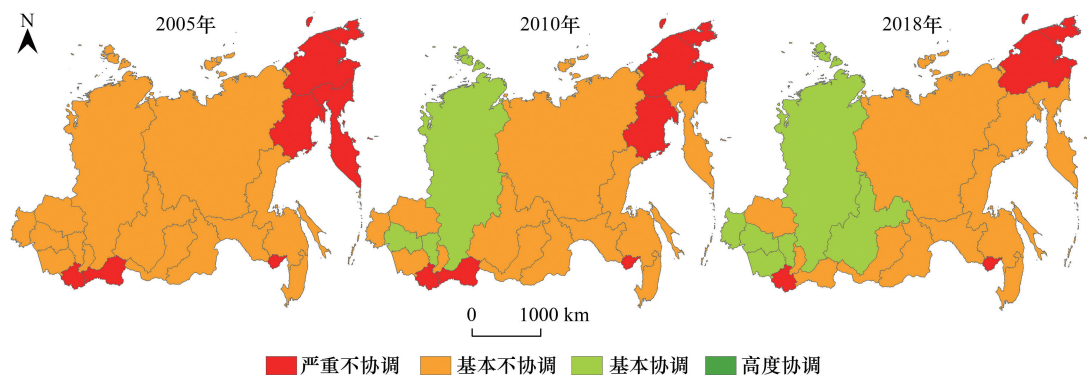 N
2005年
2010年
2018年
0 1000 km
严重不协调 基本不协调 基本协调 高度协调